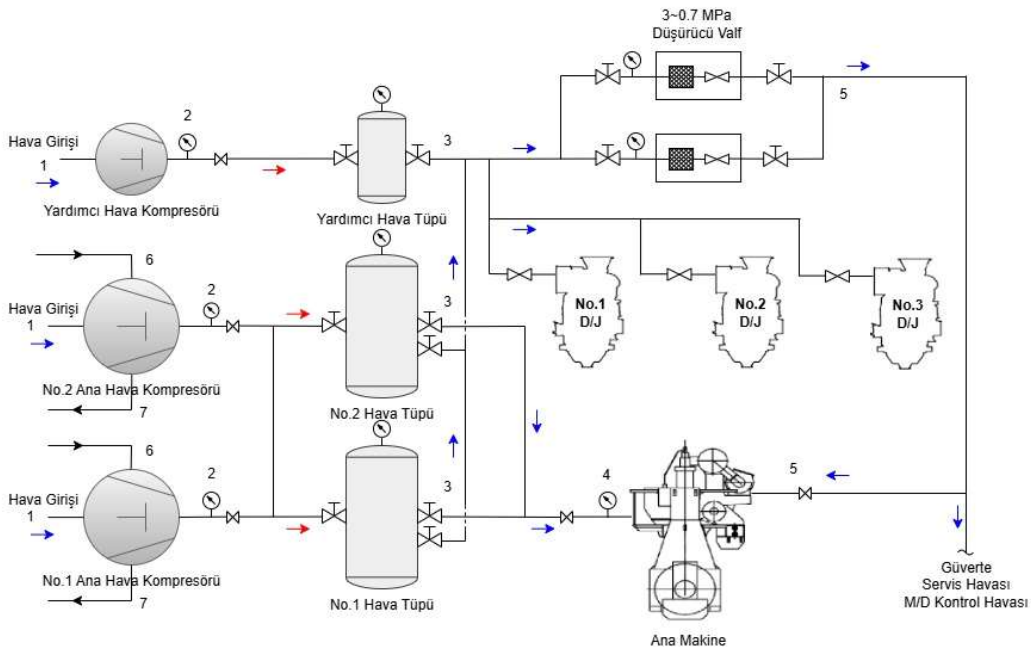 3~0.7 MPa
Düşürücü Valf
5
2
3
Hava Girişi
1
Yardımcı Hava Kompresörü
Yardımcı Hava Tüpü
6
2
3
Hava Girişi
1
No.1
D/J
No.2
D/J
No.3
D/J
No.2 Ana Hava Kompresörü
7
No.2 Hava Tüpü
6
2
3
4
5
Hava Girişi
1
No.1 Ana Hava Kompresörü
7
No.1 Hava Tüpü
Güverte
Servis Havası
M/D Kontrol Havası
Ana Makine